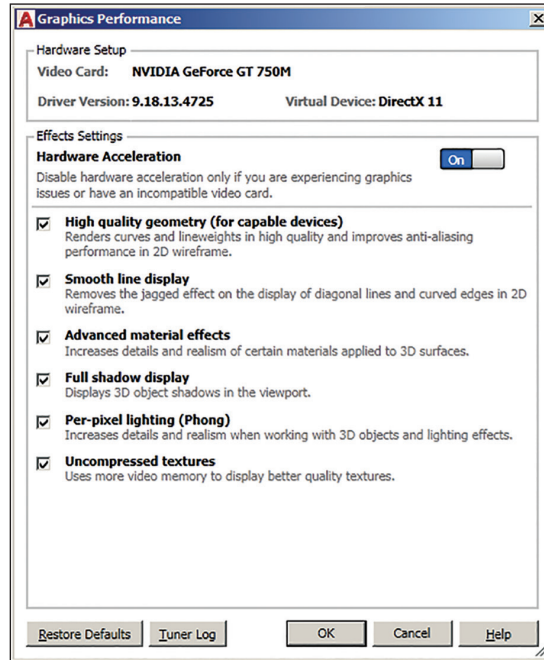 Graphics Performance
Hardware Setup
Video Card: NVIDIA GeForce GT 750M
Driver Version: 9.18.13.4725 Virtual Device: DirectX 11
Effects Settings
Hardware Acceleration On
Disable hardware acceleration only if you are experiencing graphics
issues or have an incompatible video card.
High quality geometry (for capable devices)
Renders curves and lineweights in high quality and improves anti-aliasing
performance in 2D wireframe.
Smooth line display
Removes the jagged effect on the display of diagonal lines and curved edges in 2D
wireframe.
Advanced material effects
Increases details and realism of certain materials applied to 3D surfaces.
Full shadow display
Displays 3D object shadows in the viewport.
Per-pixel lighting (Phong)
Increases details and realism when working with 3D objects and lighting effects.
Uncompressed textures
Uses more video memory to display better quality textures.
Restore Defaults Tuner Log OK Cancel Help